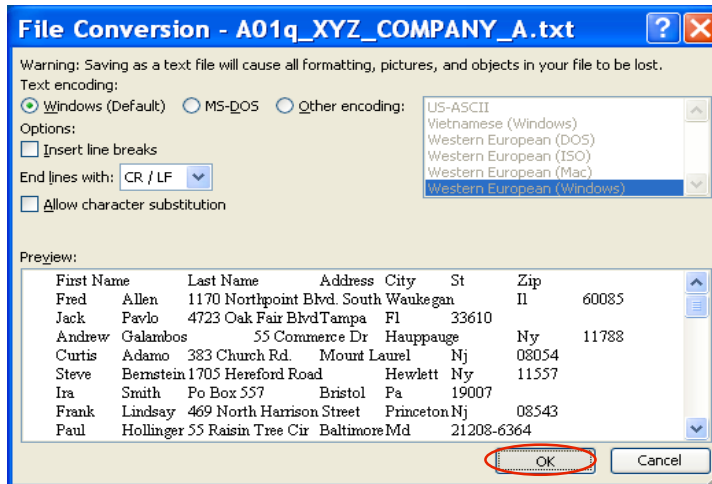 File Conversion - A01q_XYZ_COMPANY_A.txt
Warning: Saving as a text file will cause all formatting, pictures, and objects in your file to be lost.
Text encoding:
Windows (Default) MS-DOS Other encoding:
US-ASCII
Vietnamese (Windows)
Western European (DOS)
Western European (ISO)
Western European (Mac)
Western European (Windows)
Options:
Insert line breaks
End lines with: CR / LF
Allow character substitution
Preview:
First Name Last Name Address City St Zip
Fred Allen 1170 Northpoint Blvd. South Waukegan Il 60085
Jack Pavlo 4723 Oak Fair Blvd Tampa Fl 33610
Andrew Galambos 55 Commerce Dr Hauppauge Ny 11788
Curtis Adamo 383 Church Rd. Mount Laurel Nj 08054
Steve Bernstein 1705 Hereford Road Hewlett Ny 11557
Ira Smith Po Box 557 Bristol Pa 19007
Frank Lindsay 469 North Harrison Street Princeton Nj 08543
Paul Hollinger 55 Raisin Tree Cir Baltimore Md 21208-6364
OK Cancel